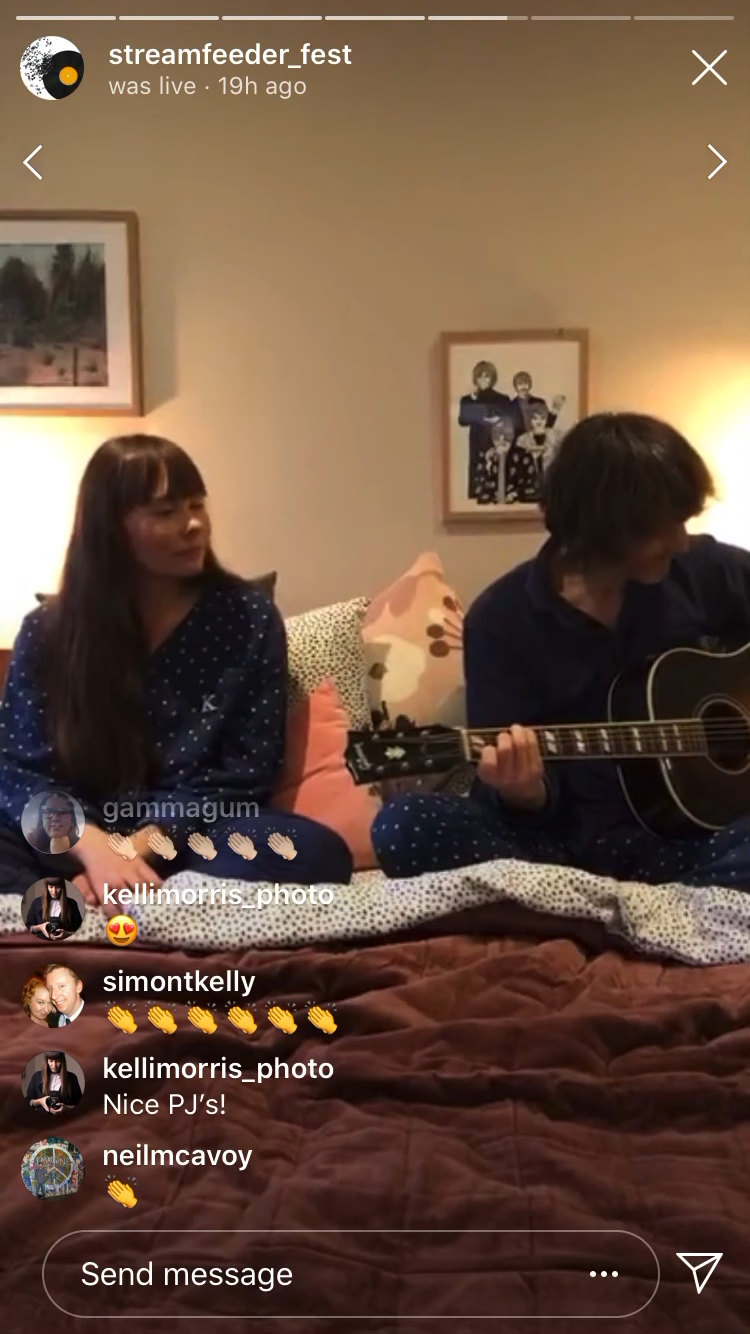 streamfeeder_fest
was live · 19h ago
K
gammagum
👏🏻👏🏻👏🏻👏🏻👏🏻
kellimorris_photo
😍
simontkelly
👏👏👏👏👏👏
kellimorris_photo
Nice PJ’s!
neilmcavoy
👏
Send message